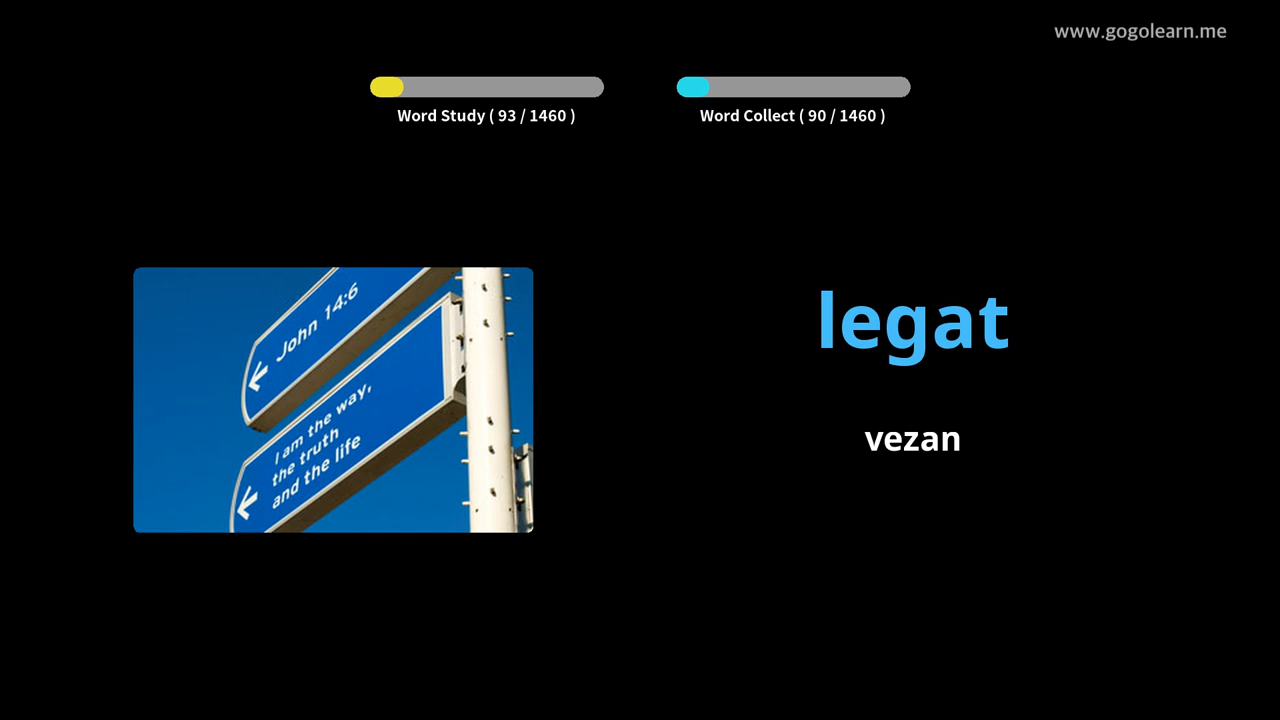 www.gogolearn.me
Word Study ( 93 / 1460 )
Word Collect ( 90 / 1460 )
John 14:6
I am the way,
the truth
and the life
legat
vezan